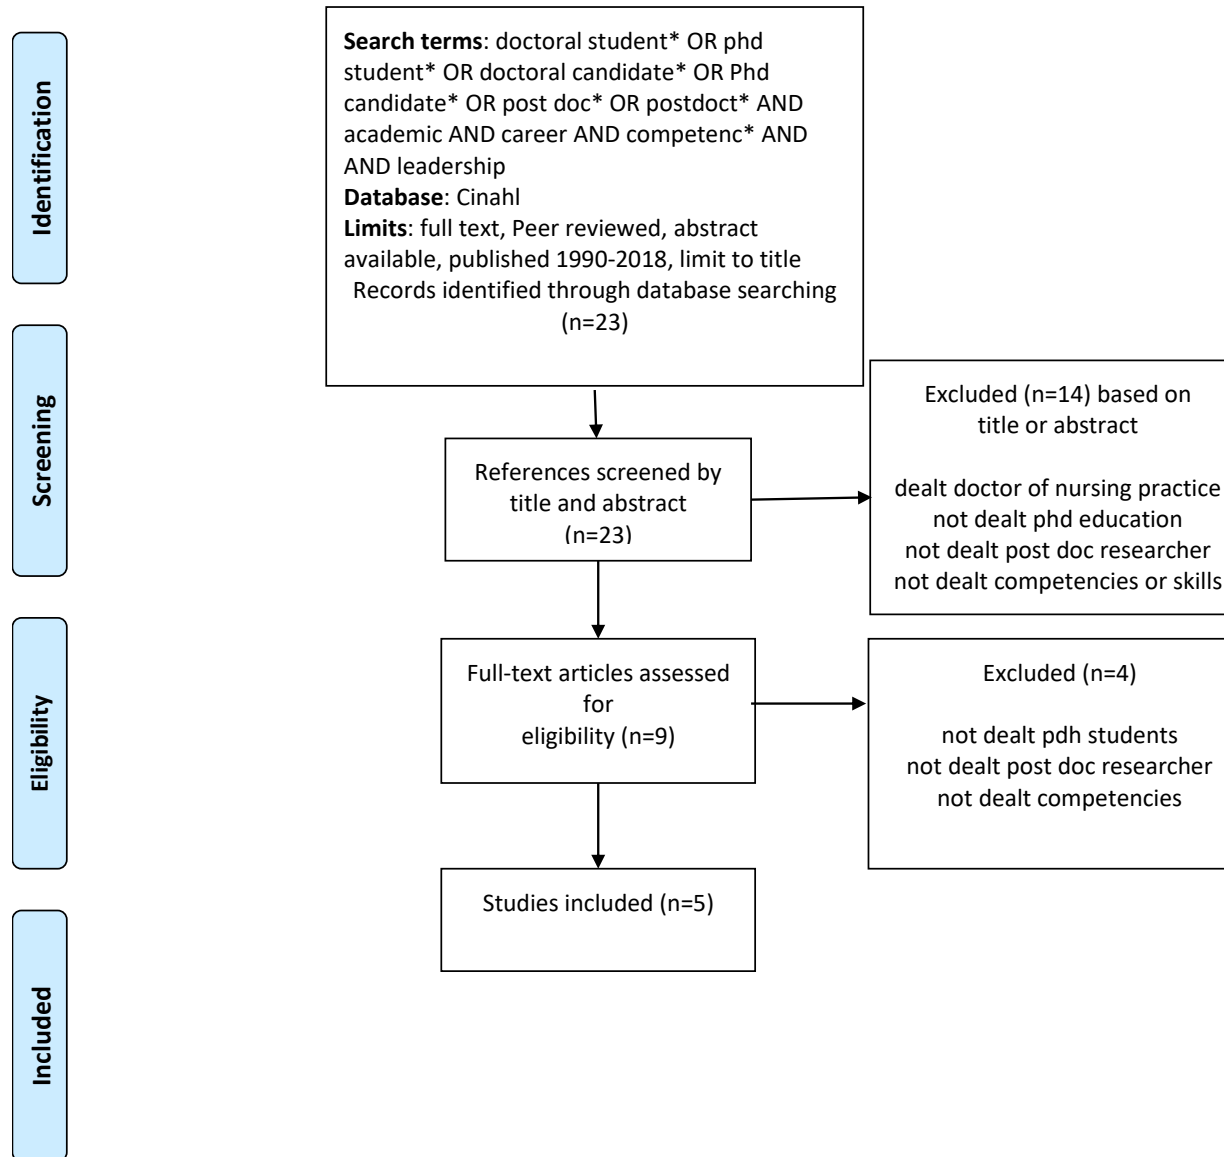 Identification
Search terms: doctoral student* OR phd
student* OR doctoral candidate* OR Phd
candidate* OR post doc* OR postdoct* AND
academic AND career AND competenc* AND
AND leadership
Database: Cinahl
Limits: full text, Peer reviewed, abstract
available, published 1990-2018, limit to title
Records identified through database searching
(n=23)
Screening
References screened by
title and abstract
(n=23)
Excluded (n=14) based on
title or abstract
dealt doctor of nursing practice
not dealt phd education
not dealt post doc researcher
not dealt competencies or skills
Eligibility
Full-text articles assessed
for
eligibility (n=9)
Excluded (n=4)
not dealt pdh students
not dealt post doc researcher
not dealt competencies
Included
Studies included (n=5)